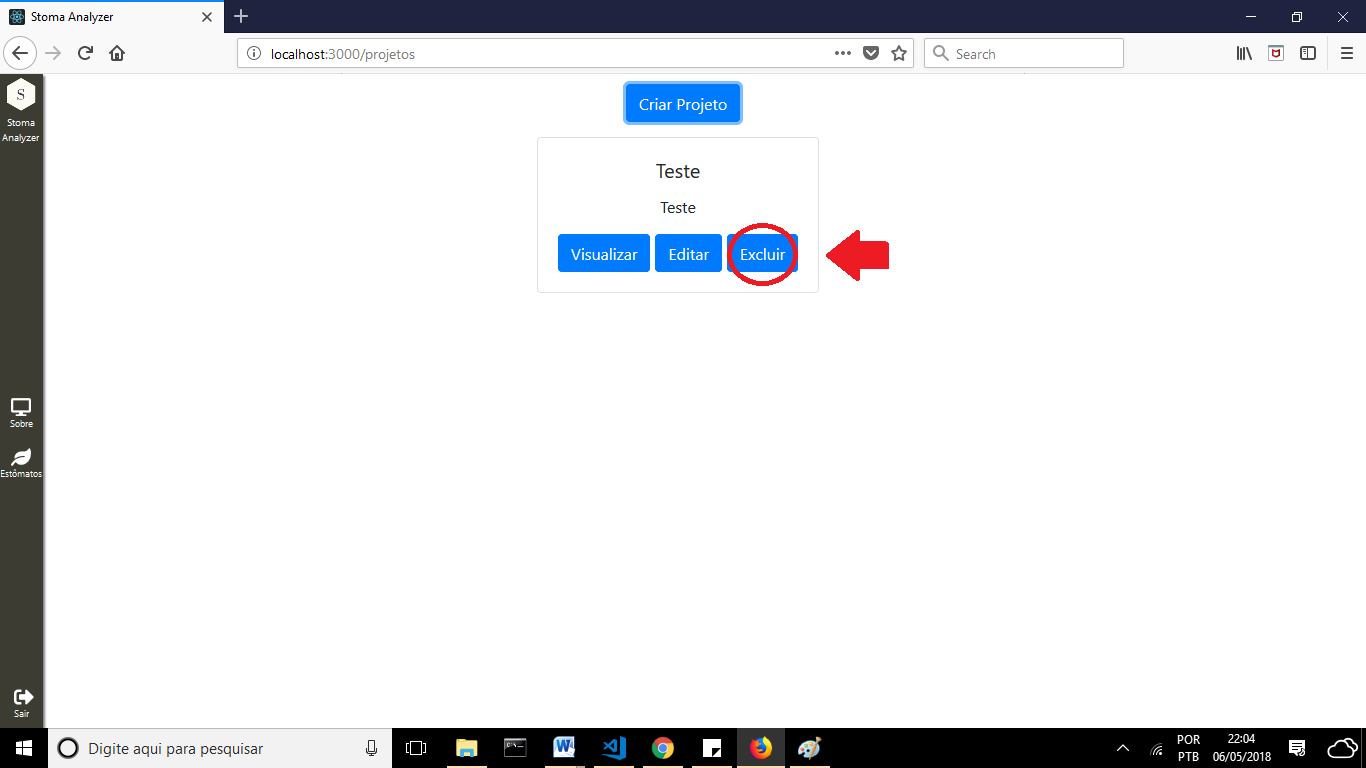 Stoma Analyzer
localhost:3000/projetos
Search
S
Stoma
Analyzer
Criar Projeto
Teste
Teste
Visualizar Editar Excluir
Sobre
Estômatos
Sair
Digite aqui para pesquisar
POR
PTB
22:04
06/05/2018